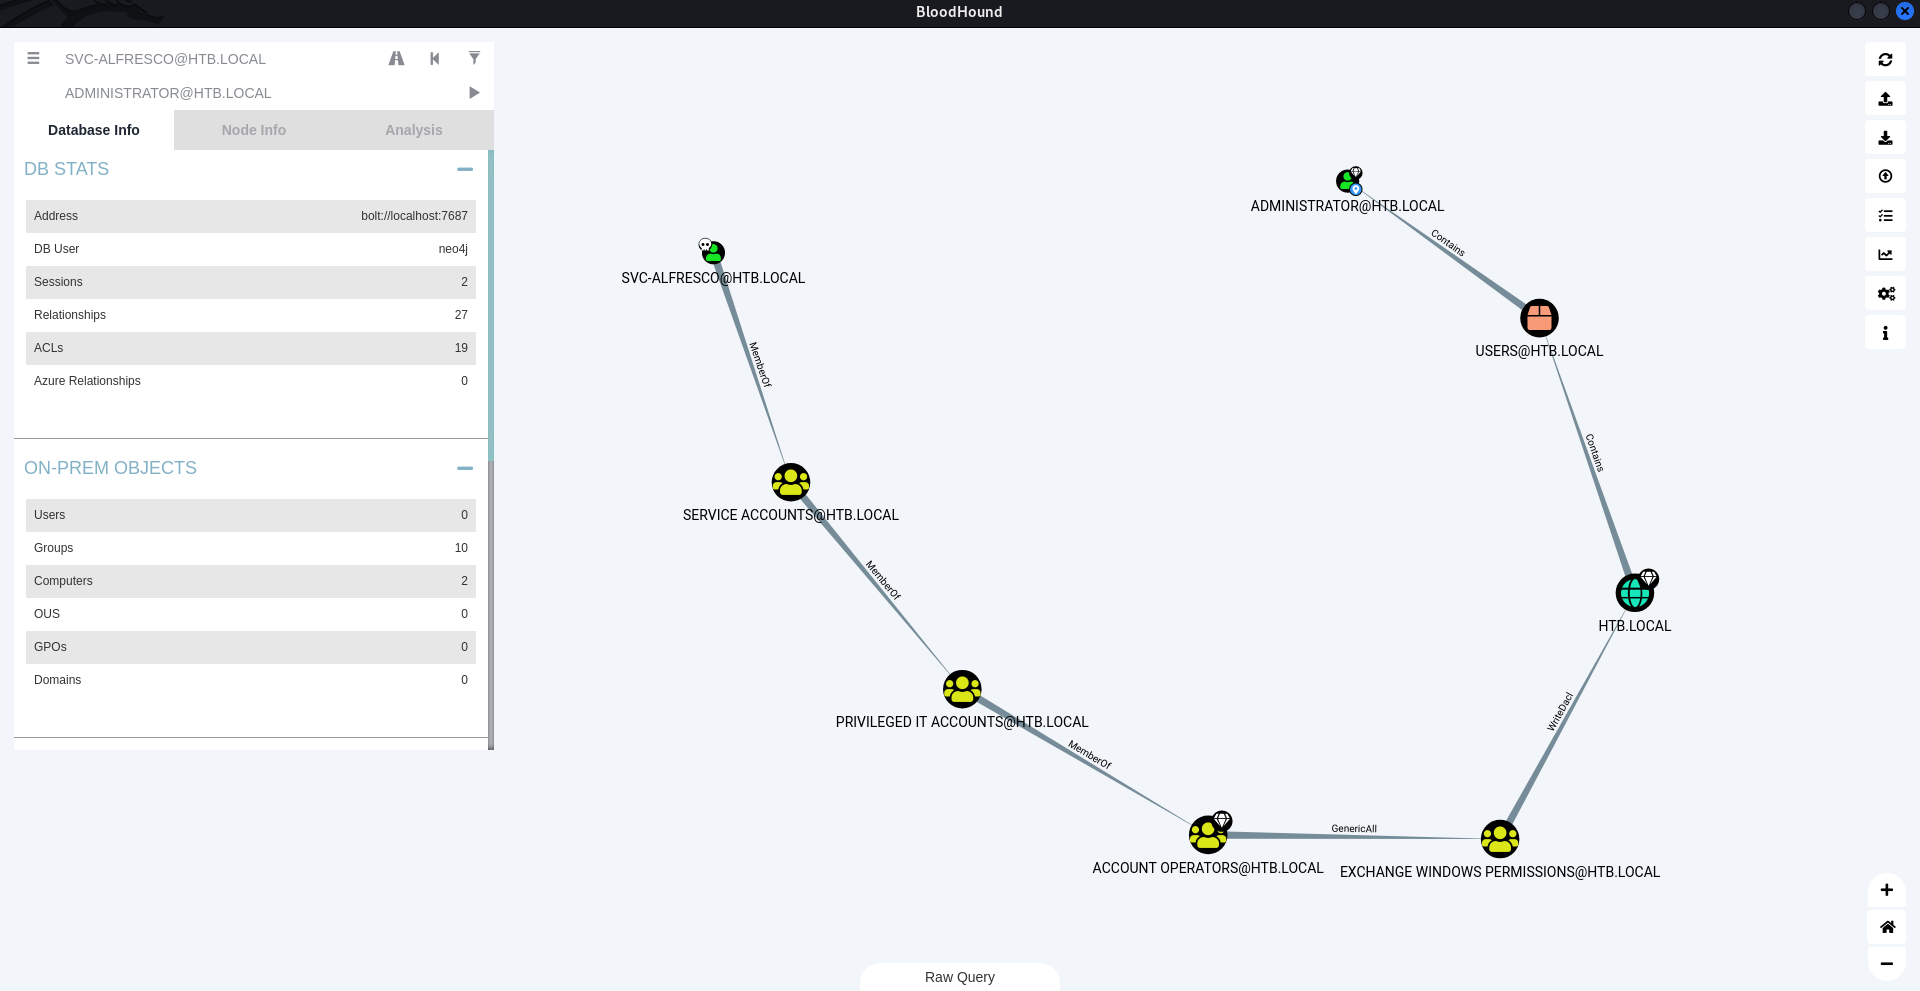 BloodHound
SVC-ALFRESCO@HTB.LOCAL
ADMINISTRATOR@HTB.LOCAL
Database Info
Node Info
Analysis
DB STATS
Address bolt://localhost:7687
DB User neo4j
Sessions 2
Relationships 27
ACLs 19
Azure Relationships 0
ON-PREM OBJECTS
Users 0
Groups 10
Computers 2
OUS 0
GPOs 0
Domains 0
SVC-ALFRESCO@HTB.LOCAL
MemberOf
SERVICE ACCOUNTS@HTB.LOCAL
MemberOf
PRIVILEGED IT ACCOUNTS@HTB.LOCAL
MemberOf
ACCOUNT OPERATORS@HTB.LOCAL
GenericAll
EXCHANGE WINDOWS PERMISSIONS@HTB.LOCAL
WriteDacl
HTB.LOCAL
Contains
USERS@HTB.LOCAL
Contains
ADMINISTRATOR@HTB.LOCAL
Raw Query